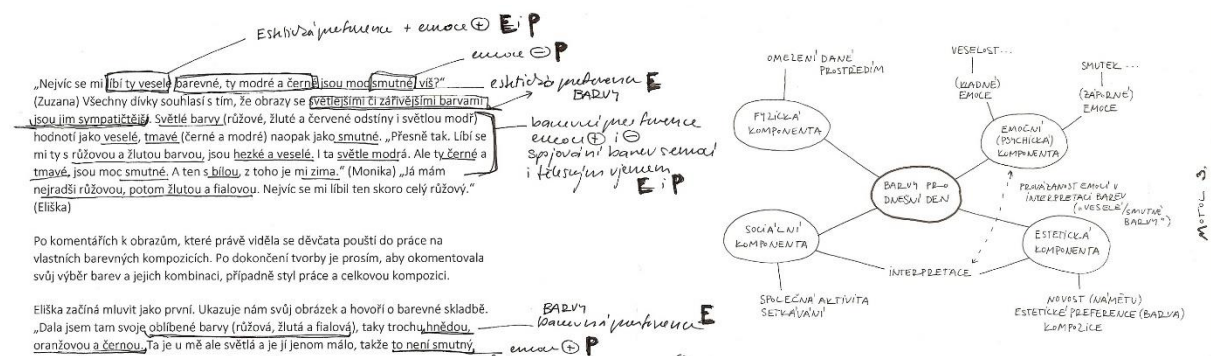 Estetická preference + emoce ⊕ E i P
emoce ⊖ P
„Nejvíc se mi líbí ty veselé barevné, ty modré a černé jsou moc smutné, víš?“
estetická preference E
BARVY
(Zuzana) Všechny dívky souhlasí s tím, že obrazy se světlejšími či zářivějšími barvami
jsou jim sympatičtější. Světlé barvy (růžové, žluté a červené odstíny i světlou modř)
hodnotí jako veselé, tmavé (černé a modré) naopak jako smutné. „Přesně tak. Líbí se
mi ty s růžovou a žlutou barvou, jsou hezké a veselé. I ta světle modrá. Ale ty černé a
tmavé, jsou moc smutné. A ten s bílou, z toho je mi zima.“ (Monika) „Já mám
nejradši růžovou, potom žlutou a fialovou. Nejvíc se mi líbil ten skoro celý růžový.“
(Eliška)
barevná preference
emoce ⊕ i ⊖
spojování barev s emocí
i tělesným vjemem
E i P
Po komentářích k obrazům, které právě viděla se děvčata pouští do práce na
vlastních barevných kompozicích. Po dokončení tvorby je prosím, aby okomentovala
svůj výběr barev a jejich kombinaci, případně styl práce a celkovou kompozici.
Eliška začíná mluvit jako první. Ukazuje nám svůj obrázek a hovoří o barevné skladbě.
„Dala jsem tam svoje oblíbené barvy (růžová, žlutá a fialová), taky trochu hnědou,
oranžovou a černou. Ta je u mě ale světlá a je jí jenom málo, takže to není smutný,
BARVY
barevná preference E
emoce ⊕ P
OMEZENÍ DANÉ
PROSTŘEDÍM
FYZICKÁ
KOMPONENTA
VESELOST...
(KLADNÉ)
EMOCE
SMUTEK...
(ZÁPORNÉ)
EMOCE
EMOČNÍ
(PSYCHICKÁ)
KOMPONENTA
BARVY PRO
DNEŠNÍ DEN
PROVÁZANOST EMOCÍ V
INTERPRETACI BAREV
(„VESELÉ/SMUTNÉ
BARVY“)
SOCIÁLNÍ
KOMPONENTA
INTERPRETACE
ESTETICKÁ
KOMPONENTA
SPOLEČNÁ AKTIVITA
SETKÁVÁNÍ
NOVOST (NÁMĚTU)
ESTETICKÉ PREFERENCE (BARVA)
KOMPOZICE
MOTOL 3.